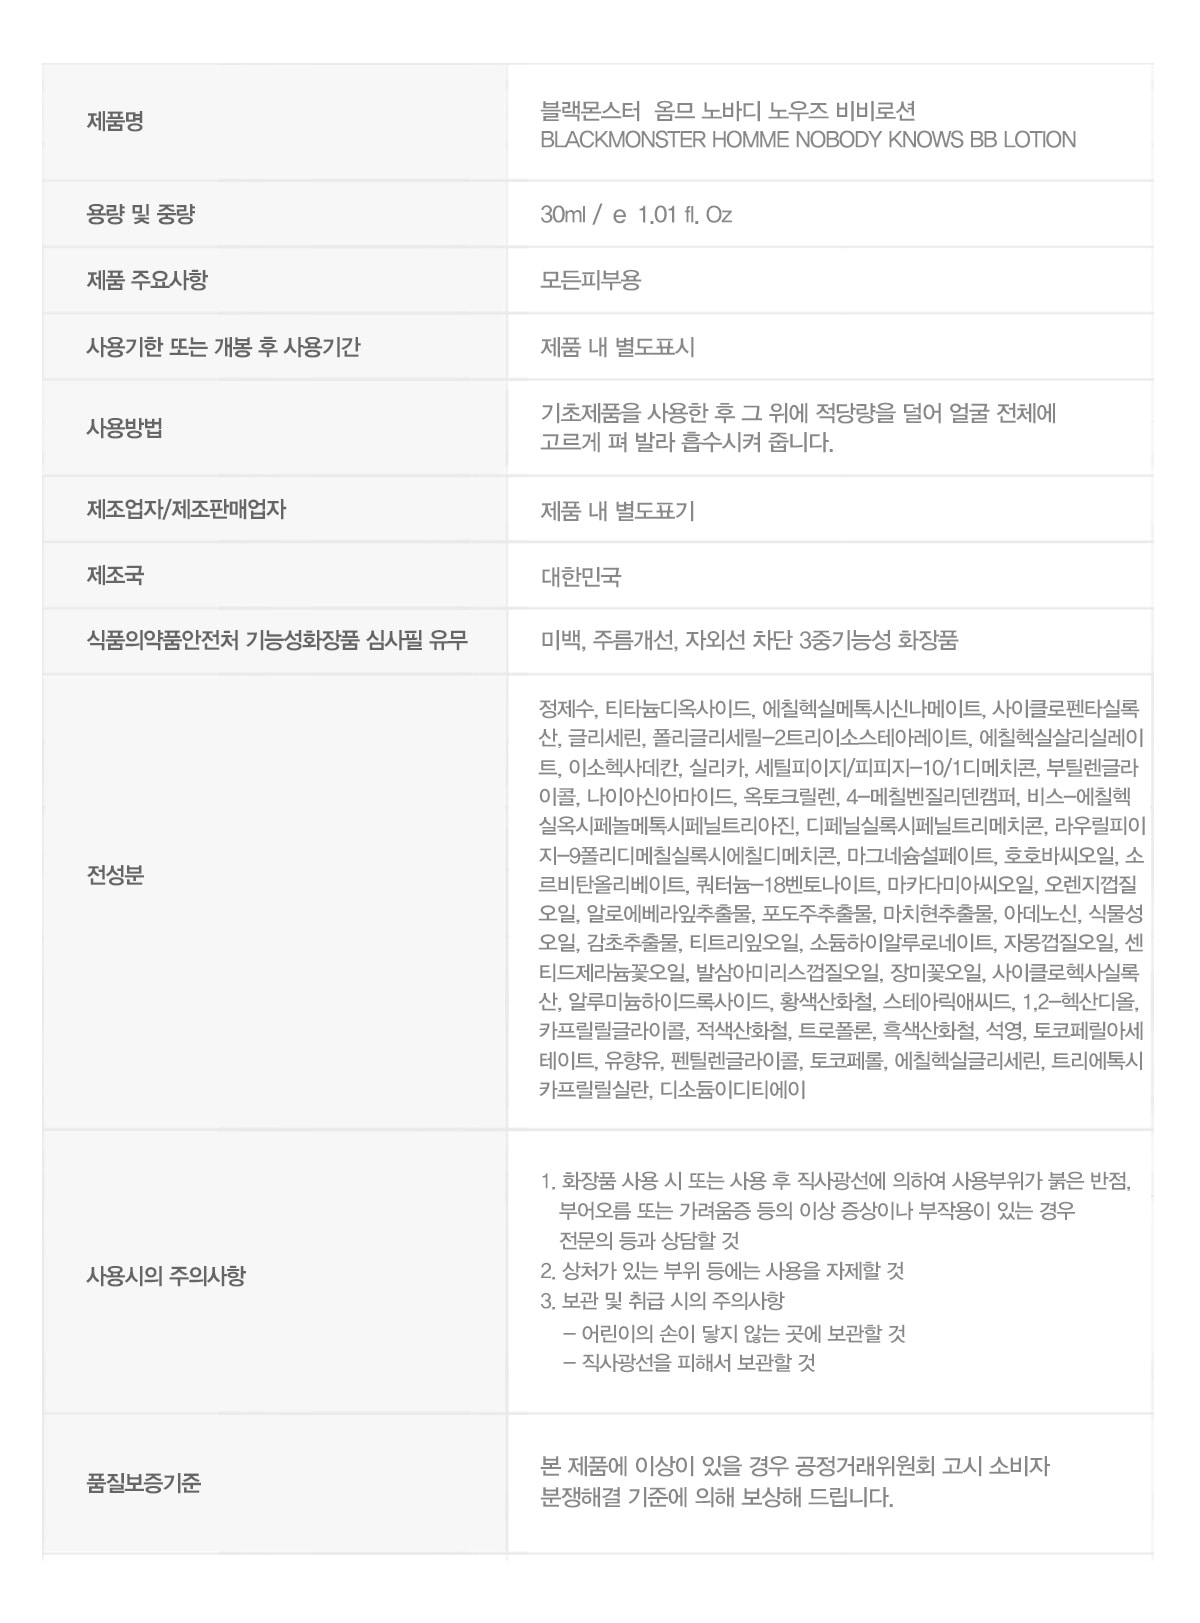 제품명
블랙몬스터 옴므 노바디 노우즈 비비로션
BLACKMONSTER HOMME NOBODY KNOWS BB LOTION
용량 및 중량
30ml / e 1.01 fl. Oz
제품 주요사항
모든피부용
사용기한 또는 개봉 후 사용기간
제품 내 별도표시
사용방법
기초제품을 사용한 후 그 위에 적당량을 덜어 얼굴 전체에
고르게 펴 발라 흡수시켜 줍니다.
제조업자/제조판매업자
제품 내 별도표기
제조국
대한민국
식품의약품안전처 기능성화장품 심사필 유무
미백, 주름개선, 자외선 차단 3중기능성 화장품
전성분
정제수, 티타늄디옥사이드, 에칠헥실메톡시신나메이트, 사이클로펜타실록
산, 글리세린, 폴리글리세릴-2트리이소스테아레이트, 에칠헥실살리실레이
트, 이소헥사데칸, 실리카, 세틸피이지/피피지-10/1디메치콘, 부틸렌글라
이콜, 나이아신아마이드, 옥토크릴렌, 4-메칠벤질리덴캠퍼, 비스-에칠헥
실옥시페놀메톡시페닐트리아진, 디페닐실록시페닐트리메치콘, 라우릴피이
지-9폴리디메칠실록시에칠디메치콘, 마그네슘설페이트, 호호바씨오일, 소
르비탄올리베이트, 쿼터늄-18벤토나이트, 마카다미아씨오일, 오렌지껍질
오일, 알로에베라잎추출물, 포도주추출물, 마치현추출물, 아데노신, 식물성
오일, 감초추출물, 티트리잎오일, 소듐하이알루로네이트, 자몽껍질오일, 센
티드제라늄꽃오일, 발삼아미리스껍질오일, 장미꽃오일, 사이클로헥사실록
산, 알루미늄하이드록사이드, 황색산화철, 스테아릭애씨드, 1,2-헥산디올,
카프릴릴글라이콜, 적색산화철, 트로폴론, 흑색산화철, 석영, 토코페릴아세
테이트, 유향유, 펜틸렌글라이콜, 토코페롤, 에칠헥실글리세린, 트리에톡시
카프릴릴실란, 디소듐이디티에이
사용시의 주의사항
1. 화장품 사용 시 또는 사용 후 직사광선에 의하여 사용부위가 붉은 반점,
부어오름 또는 가려움증 등의 이상 증상이나 부작용이 있는 경우
전문의 등과 상담할 것
2. 상처가 있는 부위 등에는 사용을 자제할 것
3. 보관 및 취급 시의 주의사항
- 어린이의 손이 닿지 않는 곳에 보관할 것
- 직사광선을 피해서 보관할 것
품질보증기준
본 제품에 이상이 있을 경우 공정거래위원회 고시 소비자
분쟁해결 기준에 의해 보상해 드립니다.